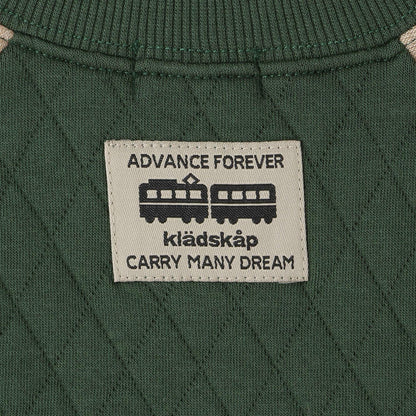 ADVANCE FOREVER
klädskåp
CARRY MANY DREAM